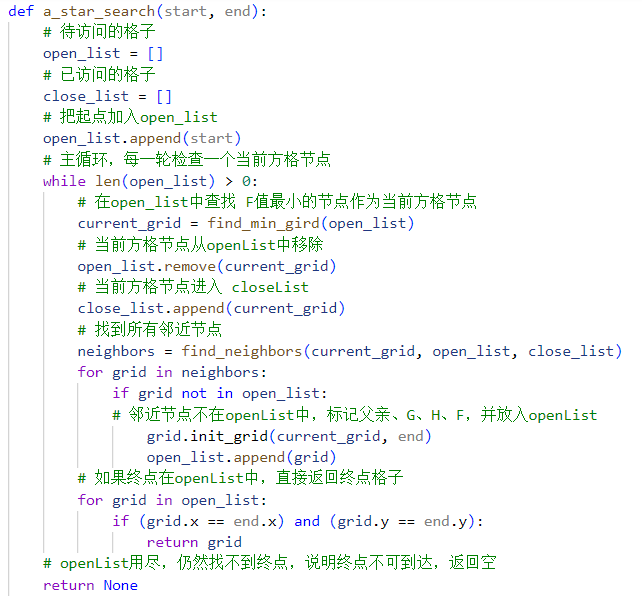 def a_star_search(start, end):
    # 待访问的格子
    open_list = []
    # 已访问的格子
    close_list = []
    # 把起点加入open_list
    open_list.append(start)
    # 主循环，每一轮检查一个当前方格节点
    while len(open_list) > 0:
        # 在open_list中查找 F值最小的节点作为当前方格节点
        current_grid = find_min_gird(open_list)
        # 当前方格节点从openList中移除
        open_list.remove(current_grid)
        # 当前方格节点进入 closeList
        close_list.append(current_grid)
        # 找到所有邻近节点
        neighbors = find_neighbors(current_grid, open_list, close_list)
        for grid in neighbors:
            if grid not in open_list:
            # 邻近节点不在openList中，标记父亲、G、H、F，并放入openList
                grid.init_grid(current_grid, end)
                open_list.append(grid)
        # 如果终点在openList中，直接返回终点格子
        for grid in open_list:
            if (grid.x == end.x) and (grid.y == end.y):
                return grid
    # openList用尽，仍然找不到终点，说明终点不可到达，返回空
    return None